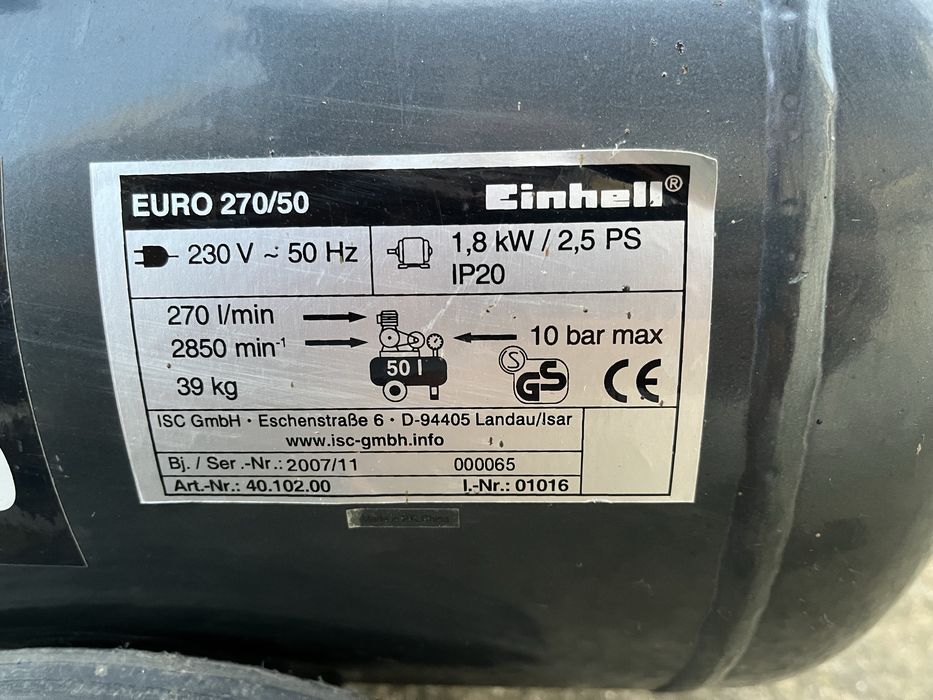 EURO 270/50 Einhell®
230 V ~ 50 Hz
1,8 kW / 2,5 PS
IP20
270 l/min
2850 min⁻¹
39 kg
50 l
10 bar max
S GS CE
ISC GmbH · Eschenstraße 6 · D-94405 Landau/Isar
www.isc-gmbh.info
Bj. / Ser.-Nr.: 2007/11 000065
Art.-Nr.: 40.102.00 I.-Nr.: 01016
Made in